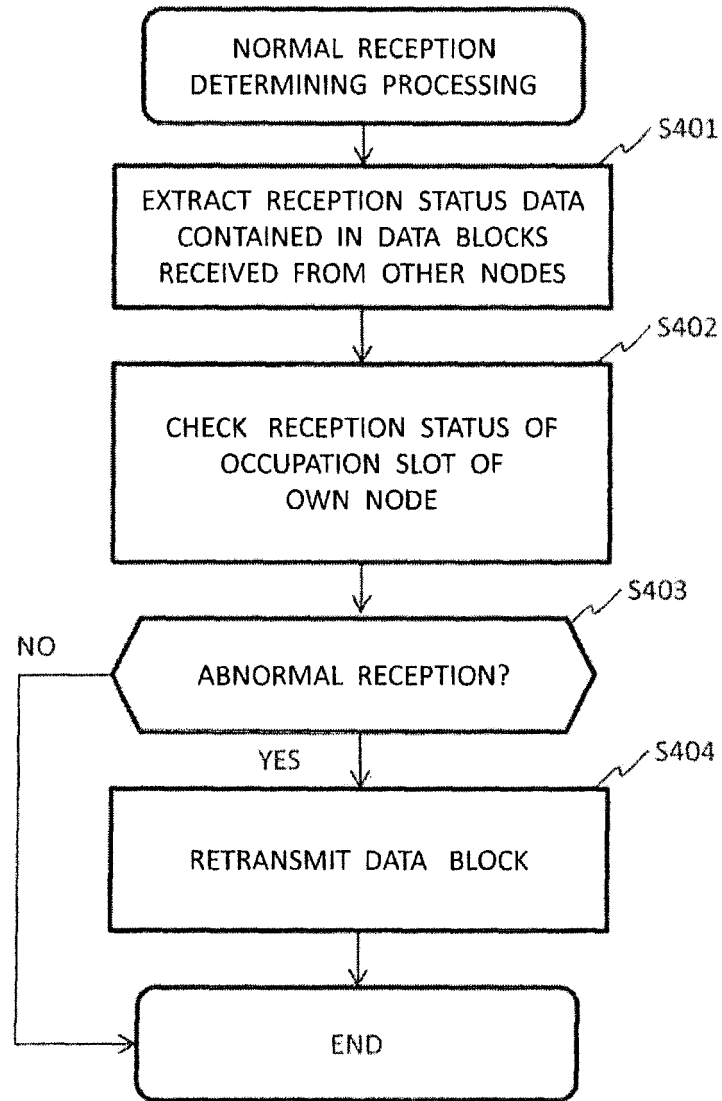 NORMAL RECEPTION
DETERMINING PROCESSING
S401
EXTRACT RECEPTION STATUS DATA
CONTAINED IN DATA BLOCKS
RECEIVED FROM OTHER NODES
S402
CHECK RECEPTION STATUS OF
OCCUPATION SLOT OF
OWN NODE
S403
NO
ABNORMAL RECEPTION?
YES
S404
RETRANSMIT DATA BLOCK
END